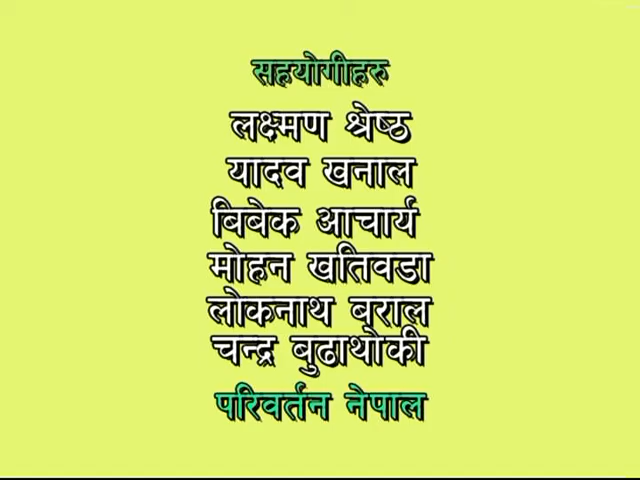 सहयोगीहरु
लक्ष्मण श्रेष्ठ
यादव खनाल
बिबेक आचार्य
मोहन खतिवडा
लोकनाथ बराल
चन्द्र बुढाथोकी
परिवर्तन नेपाल